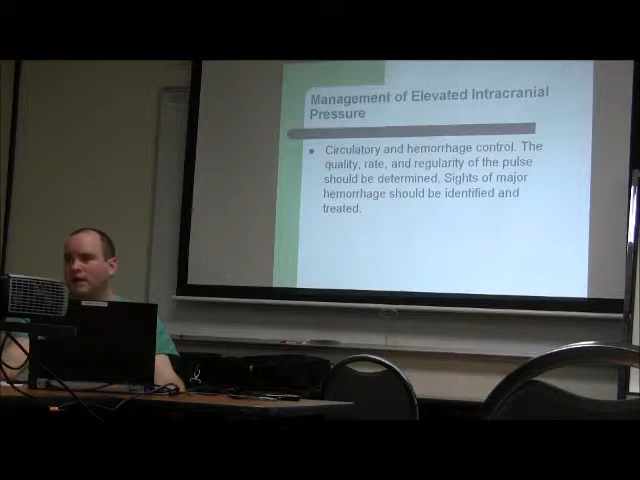 Management of Elevated Intracranial
Pressure
Circulatory and hemorrhage control. The
quality, rate, and regularity of the pulse
should be determined. Sights of major
hemorrhage should be identified and
treated.